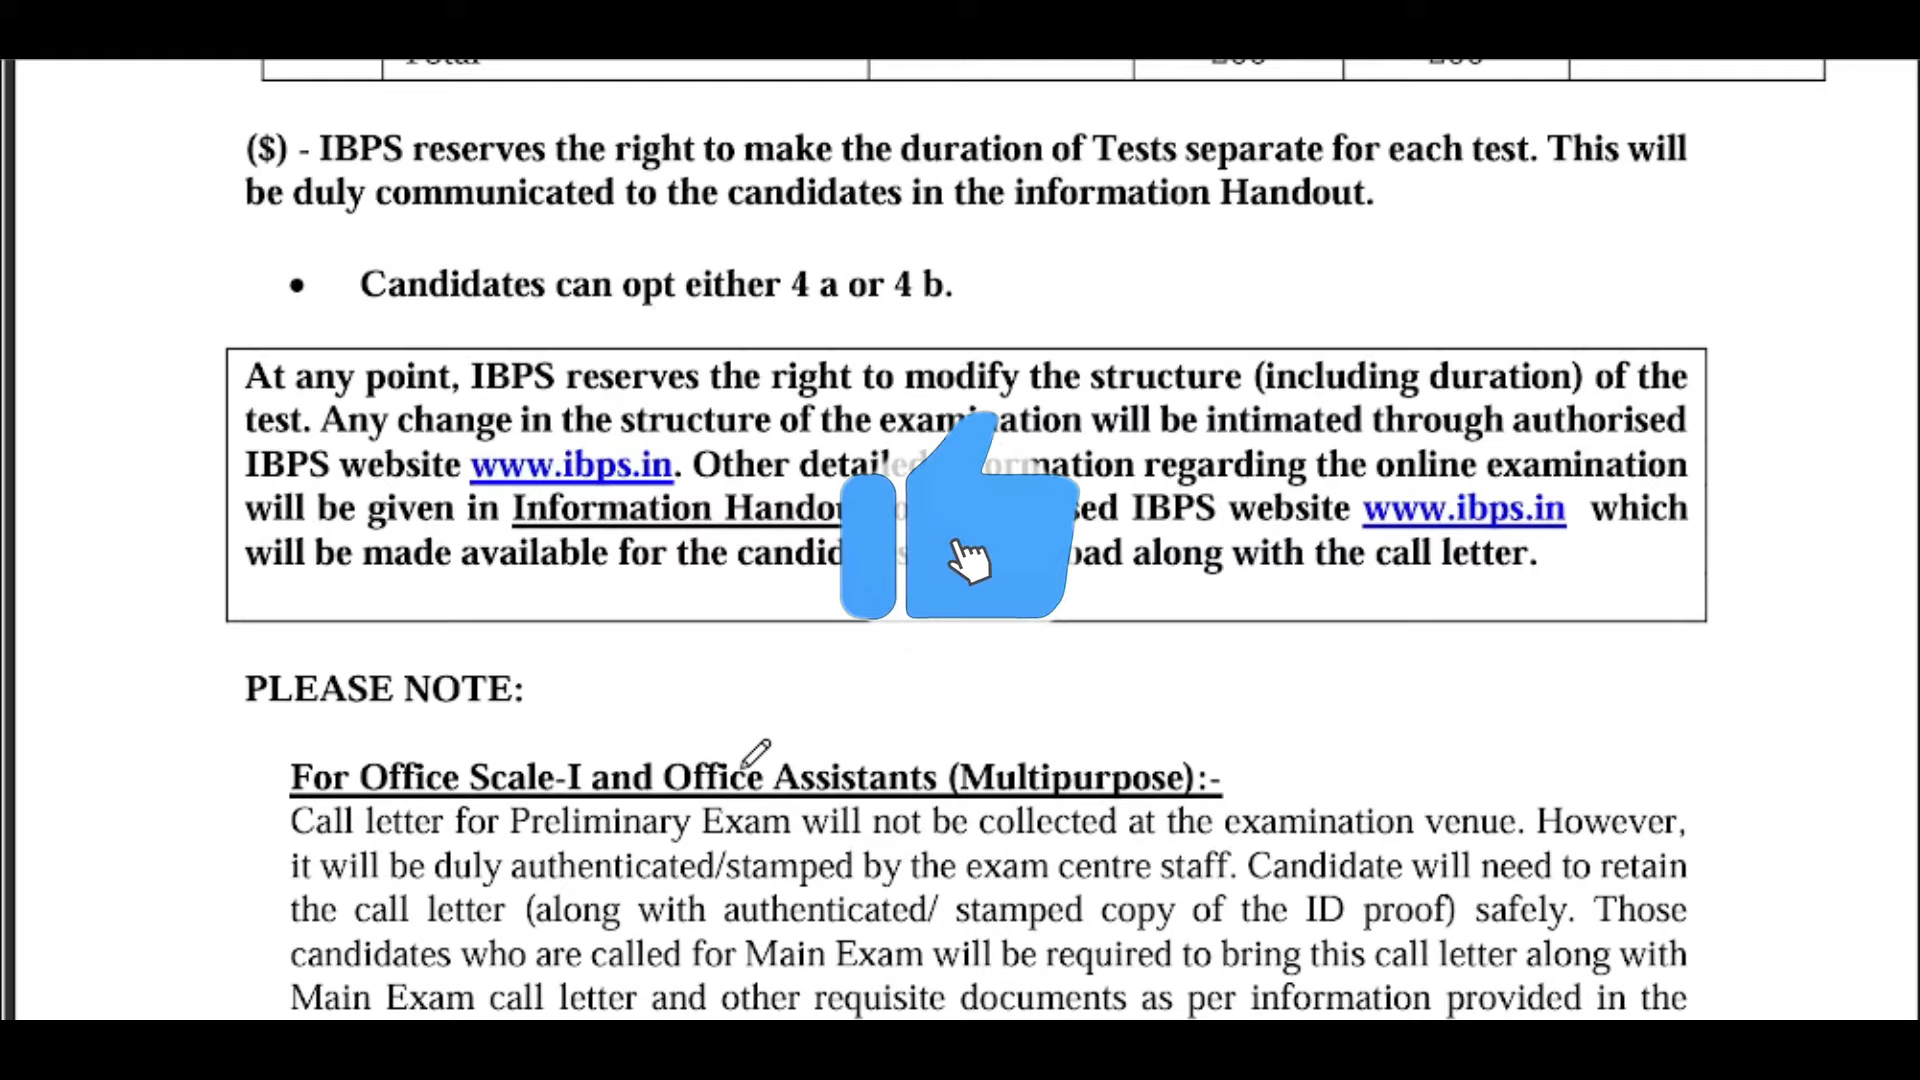 Total 200 200
($) - IBPS reserves the right to make the duration of Tests separate for each test. This will
be duly communicated to the candidates in the information Handout.
• Candidates can opt either 4 a or 4 b.
At any point, IBPS reserves the right to modify the structure (including duration) of the
test. Any change in the structure of the examination will be intimated through authorised
IBPS website www.ibps.in. Other detailed information regarding the online examination
will be given in Information Handout IBPS website www.ibps.in which
will be made available for the along with the call letter.
PLEASE NOTE:
For Office Scale-I and Office Assistants (Multipurpose):-
Call letter for Preliminary Exam will not be collected at the examination venue. However,
it will be duly authenticated/stamped by the exam centre staff. Candidate will need to retain
the call letter (along with authenticated/ stamped copy of the ID proof) safely. Those
candidates who are called for Main Exam will be required to bring this call letter along with
Main Exam call letter and other requisite documents as per information provided in the